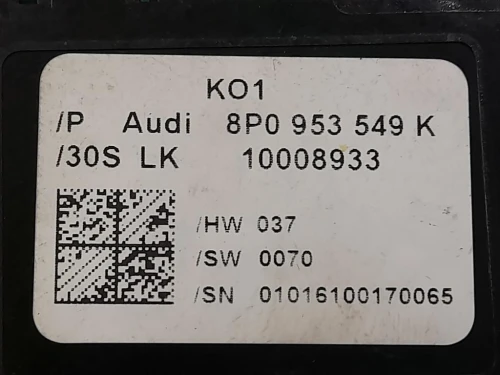 KO1
/P Audi 8P0 953 549 K
/30S LK 10008933
/HW 037
/SW 0070
/SN 01016100170065